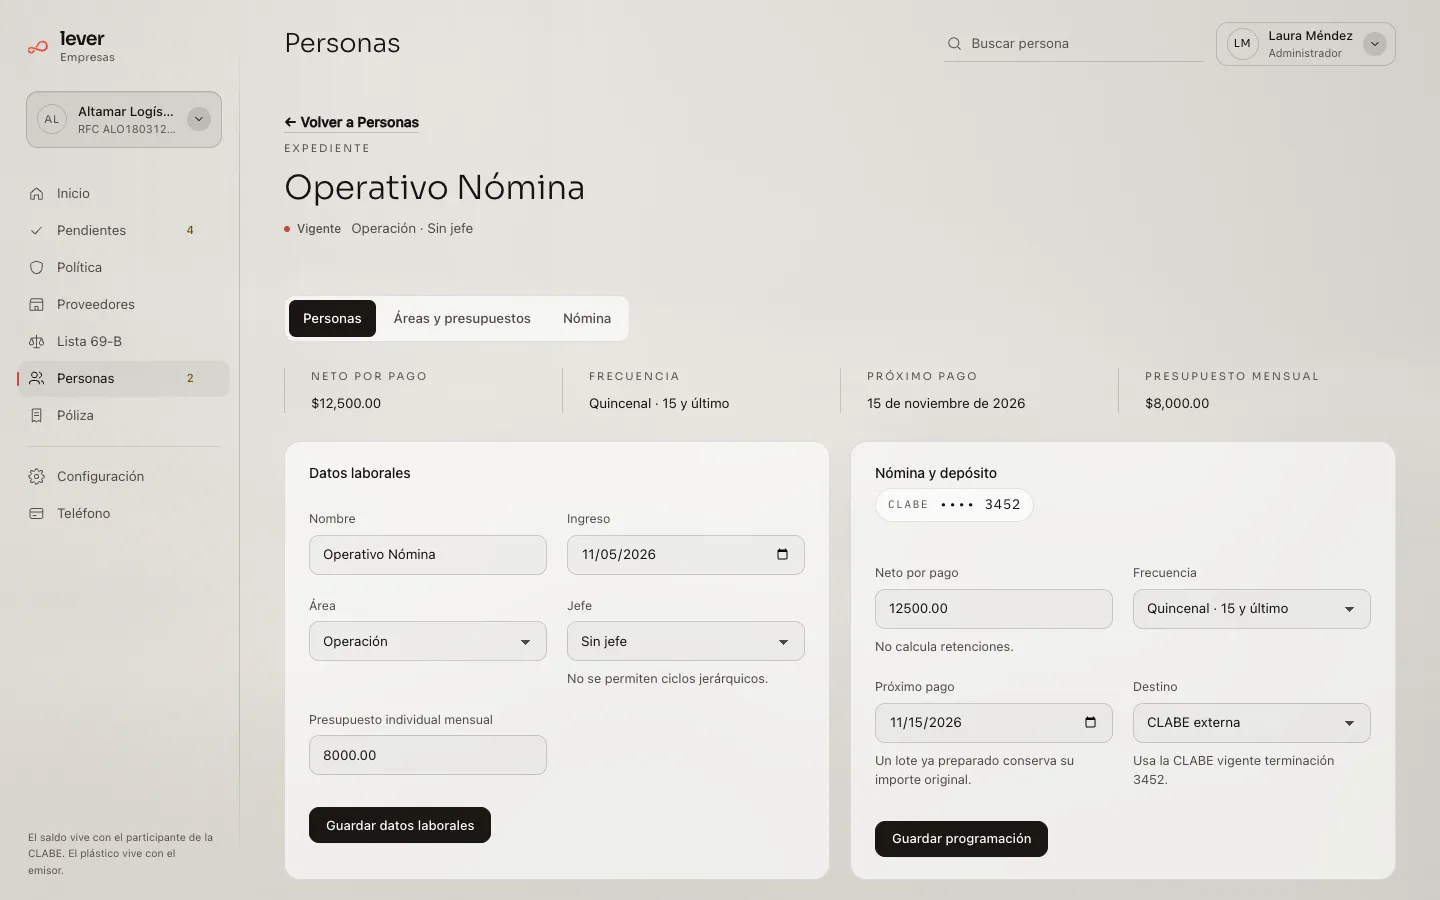 lever
Empresas
Personas
Buscar persona
LM
Laura Méndez
Administrador
AL
Altamar Logís...
RFC ALO180312...
Inicio
Pendientes 4
Política
Proveedores
Lista 69-B
Personas 2
Póliza
Configuración
Teléfono
El saldo vive con el participante de la
CLABE. El plástico vive con el
emisor.
← Volver a Personas
EXPEDIENTE
Operativo Nómina
Vigente Operación · Sin jefe
Personas Áreas y presupuestos Nómina
NETO POR PAGO
$12,500.00
FRECUENCIA
Quincenal · 15 y último
PRÓXIMO PAGO
15 de noviembre de 2026
PRESUPUESTO MENSUAL
$8,000.00
Datos laborales
Nombre
Operativo Nómina
Ingreso
11/05/2026
Área
Operación
Jefe
Sin jefe
No se permiten ciclos jerárquicos.
Presupuesto individual mensual
8000.00
Guardar datos laborales
Nómina y depósito
CLABE •••• 3452
Neto por pago
12500.00
No calcula retenciones.
Frecuencia
Quincenal · 15 y último
Próximo pago
11/15/2026
Un lote ya preparado conserva su
importe original.
Destino
CLABE externa
Usa la CLABE vigente terminación
3452.
Guardar programación